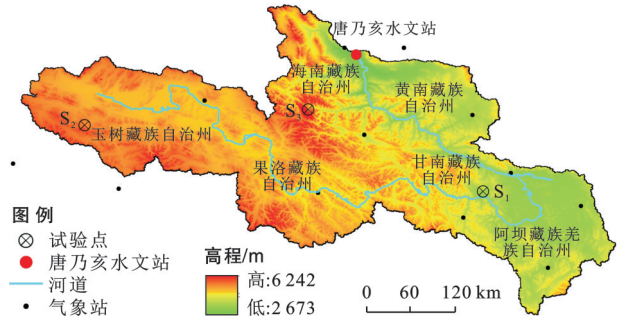 唐乃亥水文站
海南藏族
自治州
黄南藏族
自治州
S₃
S₂
玉树藏族自治州
果洛藏族
自治州
甘南藏族
自治州
S₁
阿坝藏族羌
族自治州
图例
试验点
唐乃亥水文站
河道
气象站
高程/m
高:6 242
低:2 673
0 60 120 km